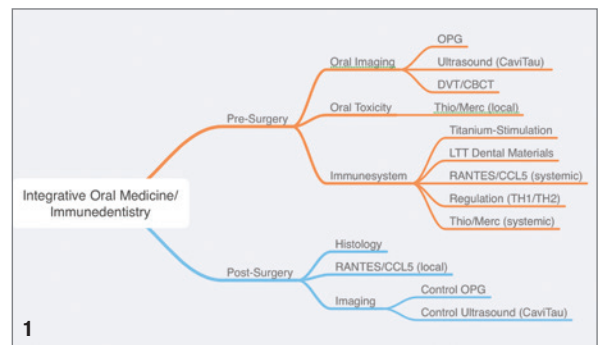 Integrative Oral Medicine/
Immunedentistry
Pre-Surgery
Oral Imaging
OPG
Ultrasound (CaviTau)
DVT/CBCT
Oral Toxicity
Thio/Merc (local)
Immunesystem
Titanium-Stimulation
LTT Dental Materials
RANTES/CCL5 (systemic)
Regulation (TH1/TH2)
Thio/Merc (systemic)
Post-Surgery
Histology
RANTES/CCL5 (local)
Imaging
Control OPG
Control Ultrasound (CaviTau)
1